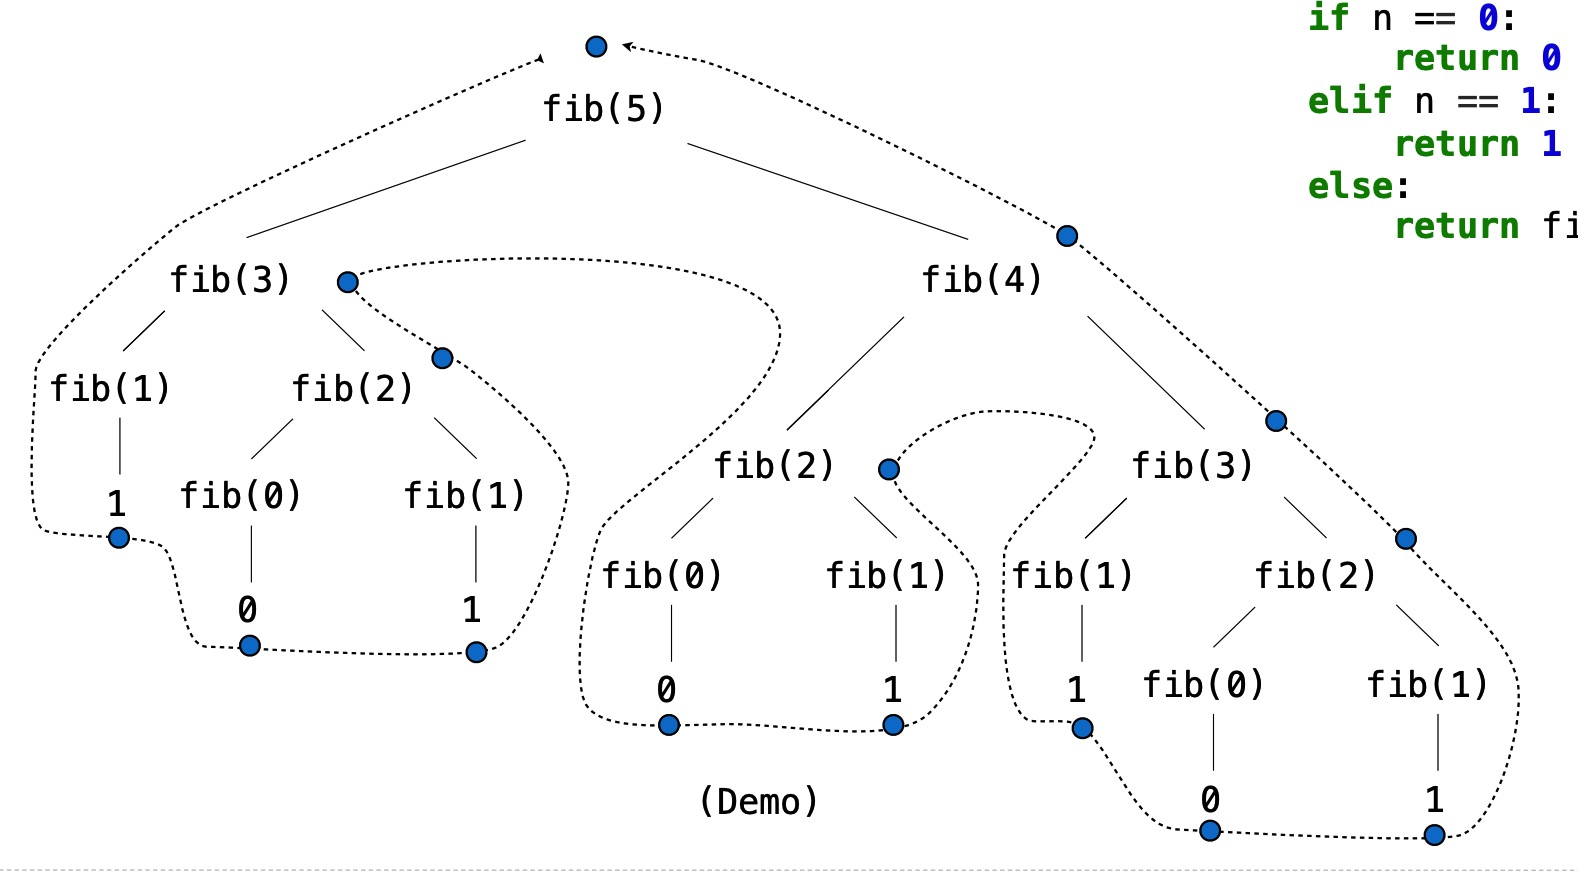 if n == 0:
return 0
elif n == 1:
return 1
else:
return fi
fib(5)
fib(3)
fib(4)
fib(1)
fib(2)
fib(2)
fib(3)
1
fib(0)
fib(1)
fib(0)
fib(1)
fib(1)
fib(2)
0
1
0
1
1
fib(0)
fib(1)
0
1
(Demo)